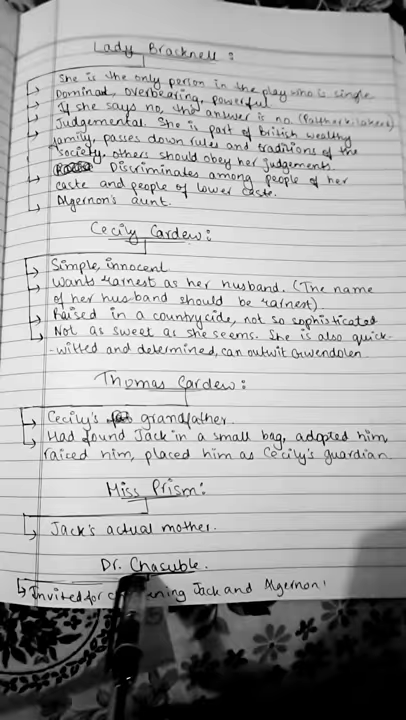 Lady Bracknell:
She is the only person in the play who is single
Dominant, overbearing, powerful
If she says no, the answer is no.
Judgemental. She is part of British wealthy
family, passes down rules and traditions of the
society, others should obey her judgements.
Discriminates among people of her
caste and people of lower caste.
Algernon's aunt.
Cecily Cardew:
Simple, innocent
Wants Earnest as her husband. (The name
of her husband should be Earnest)
Raised in a countrycide, not so sophisticated
Not as sweet as she seems. She is also quick-
-witted and determined, can outwit Gwendolen.
Thomas Cardew:
Cecily's grandfather.
Had found Jack in a small bag, adopted him,
raiced him, placed him as Cecily's guardian.
Miss Prism:
Jack's actual mother.
Dr. Chasuble.
Invited for Jack and Algernon